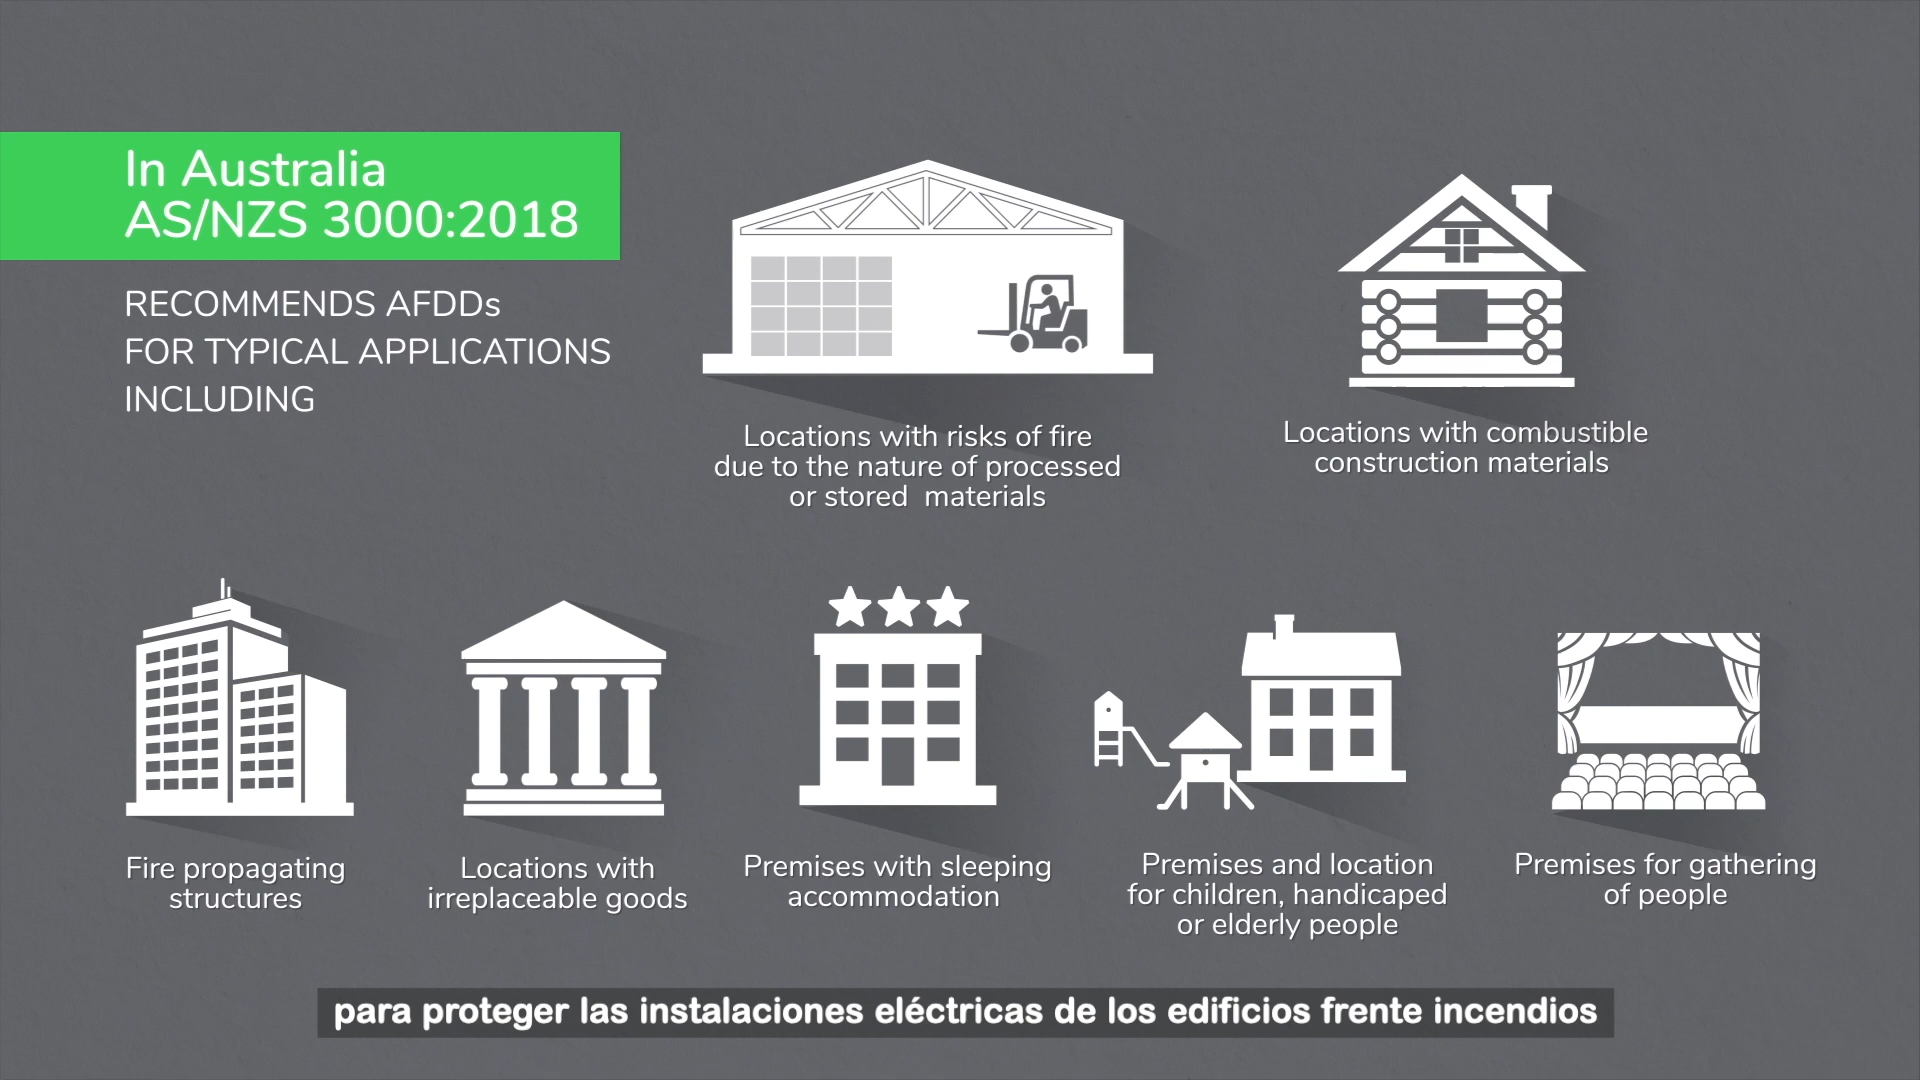 In Australia
AS/NZS 3000:2018
RECOMMENDS AFDDs
FOR TYPICAL APPLICATIONS
INCLUDING
Locations with risks of fire
due to the nature of processed
or stored materials
Locations with combustible
construction materials
Fire propagating
structures
Locations with
irreplaceable goods
Premises with sleeping
accommodation
Premises and location
for children, handicaped
or elderly people
Premises for gathering
of people
para proteger las instalaciones eléctricas de los edificios frente incendios